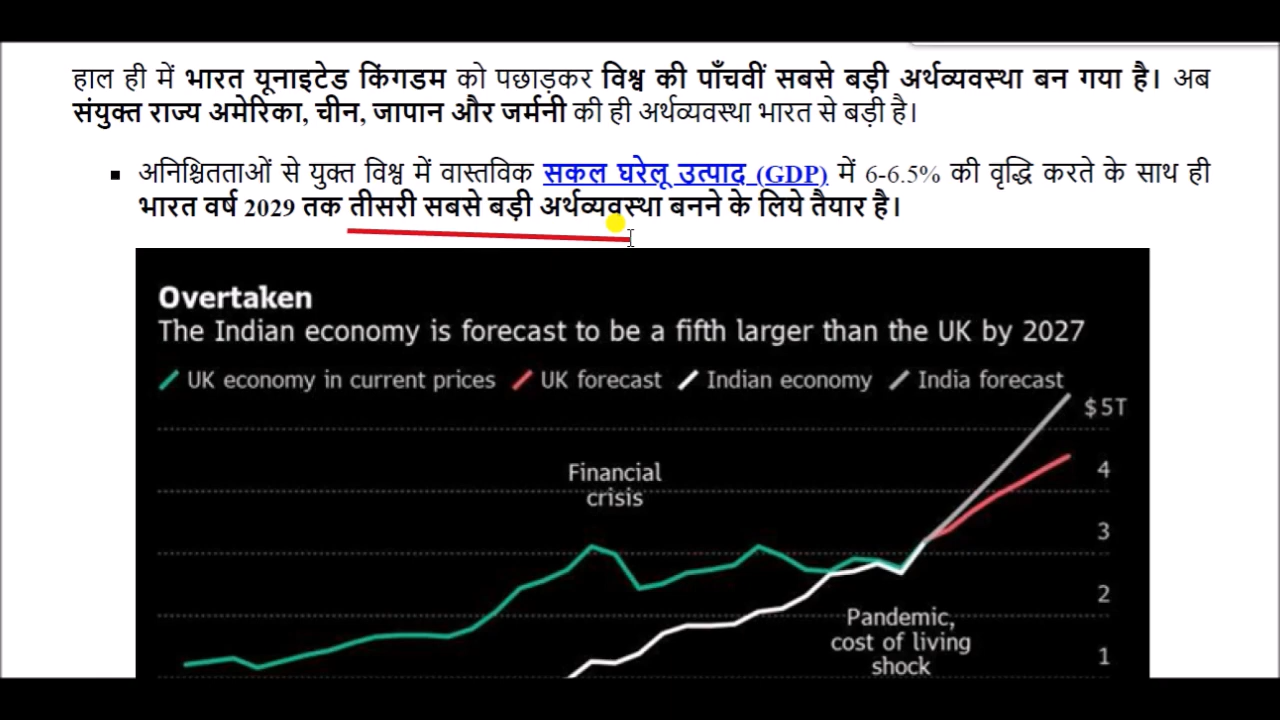 हाल ही में भारत यूनाइटेड किंगडम को पछाड़कर विश्व की पाँचवीं सबसे बड़ी अर्थव्यवस्था बन गया है। अब
संयुक्त राज्य अमेरिका, चीन, जापान और जर्मनी की ही अर्थव्यवस्था भारत से बड़ी है।
▪ अनिश्चितताओं से युक्त विश्व में वास्तविक सकल घरेलू उत्पाद (GDP) में 6-6.5% की वृद्धि करते के साथ ही
भारत वर्ष 2029 तक तीसरी सबसे बड़ी अर्थव्यवस्था बनने के लिये तैयार है।
Overtaken
The Indian economy is forecast to be a fifth larger than the UK by 2027
UK economy in current prices UK forecast Indian economy India forecast
$5T
4
Financial
crisis
3
2
Pandemic,
cost of living
shock
1